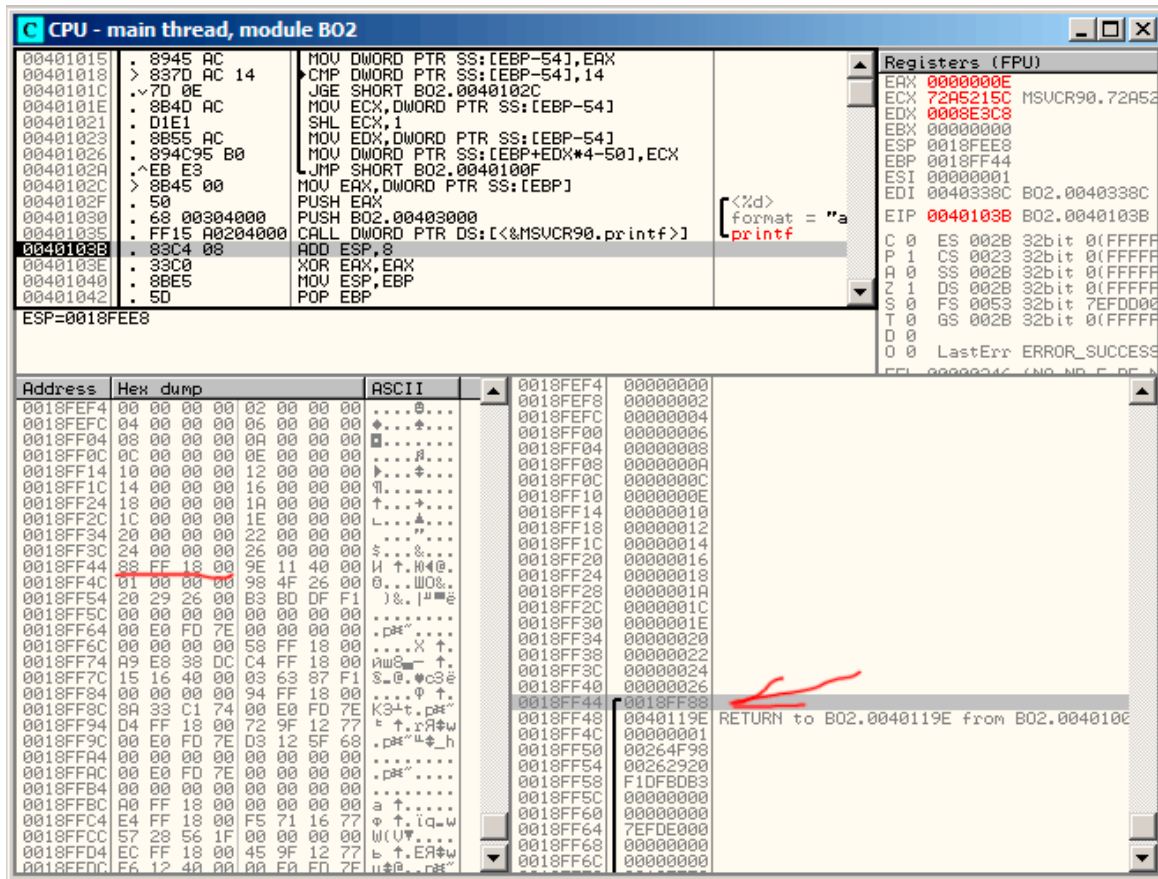 CPU - main thread, module BO2
00401015 . 8945 AC MOV DWORD PTR SS:[EBP-54],EAX
00401018 > 837D AC 14 CMP DWORD PTR SS:[EBP-54],14
0040101C .˅7D 0E JGE SHORT BO2.0040102C
0040101E . 8B4D AC MOV ECX,DWORD PTR SS:[EBP-54]
00401021 . D1E1 SHL ECX,1
00401023 . 8B55 AC MOV EDX,DWORD PTR SS:[EBP-54]
00401026 . 894C95 B0 MOV DWORD PTR SS:[EBP+EDX*4-50],ECX
0040102A .^EB E3 JMP SHORT BO2.0040100F
0040102C > 8B45 00 MOV EAX,DWORD PTR SS:[EBP]
0040102F . 50 PUSH EAX <%d>
00401030 . 68 00304000 PUSH BO2.00403000 format = "a
00401035 . FF15 A0204000 CALL DWORD PTR DS:[<&MSVCR90.printf>] printf
0040103B . 83C4 08 ADD ESP,8
0040103E . 33C0 XOR EAX,EAX
00401040 . 8BE5 MOV ESP,EBP
00401042 . 5D POP EBP
ESP=0018FEE8
Registers (FPU)
EAX 0000000E
ECX 72A5215C MSVCR90.72A52
EDX 0008E3C8
EBX 00000000
ESP 0018FEE8
EBP 0018FF44
ESI 00000001
EDI 0040338C BO2.0040338C
EIP 0040103B BO2.0040103B
C 0 ES 002B 32bit 0(FFFFF
P 1 CS 0023 32bit 0(FFFFF
A 0 SS 002B 32bit 0(FFFFF
Z 1 DS 002B 32bit 0(FFFFF
S 0 FS 0053 32bit 7EFDD00
T 0 GS 002B 32bit 0(FFFFF
D 0
O 0 LastErr ERROR_SUCCESS
Address Hex dump ASCII
0018FEF4 00 00 00 00 02 00 00 00
0018FEFC 04 00 00 00 06 00 00 00
0018FF04 08 00 00 00 0A 00 00 00
0018FF0C 0C 00 00 00 0E 00 00 00
0018FF14 10 00 00 00 12 00 00 00
0018FF1C 14 00 00 00 16 00 00 00
0018FF24 18 00 00 00 1A 00 00 00
0018FF2C 1C 00 00 00 1E 00 00 00
0018FF34 20 00 00 00 22 00 00 00
0018FF3C 24 00 00 00 26 00 00 00 $...&...
0018FF44 88 FF 18 00 9E 11 40 00
0018FF4C 01 00 00 00 98 4F 26 00
0018FF54 20 29 26 00 B3 BD DF F1
0018FF5C 00 00 00 00 00 00 00 00 ........
0018FF64 00 E0 FD 7E 00 00 00 00
0018FF6C 00 00 00 00 58 FF 18 00
0018FF74 A9 E8 38 DC C4 FF 18 00
0018FF7C 15 16 40 00 03 63 87 F1
0018FF84 00 00 00 00 94 FF 18 00
0018FF8C 8A 33 C1 74 00 E0 FD 7E
0018FF94 D4 FF 18 00 72 9F 12 77
0018FF9C 00 E0 FD 7E D3 12 5F 68
0018FFA4 00 00 00 00 00 00 00 00 ........
0018FFAC 00 E0 FD 7E 00 00 00 00
0018FFB4 00 00 00 00 00 00 00 00 ........
0018FFBC A0 FF 18 00 00 00 00 00
0018FFC4 E4 FF 18 00 F5 71 16 77
0018FFCC 57 28 56 1F 00 00 00 00
0018FFD4 EC FF 18 00 45 9F 12 77
0018FEF4 00000000
0018FEF8 00000002
0018FEFC 00000004
0018FF00 00000006
0018FF04 00000008
0018FF08 0000000A
0018FF0C 0000000C
0018FF10 0000000E
0018FF14 00000010
0018FF18 00000012
0018FF1C 00000014
0018FF20 00000016
0018FF24 00000018
0018FF28 0000001A
0018FF2C 0000001C
0018FF30 0000001E
0018FF34 00000020
0018FF38 00000022
0018FF3C 00000024
0018FF40 00000026
0018FF44 0018FF88
0018FF48 0040119E RETURN to BO2.0040119E from BO2.0040100
0018FF4C 00000001
0018FF50 00264F98
0018FF54 00262920
0018FF58 F1DFBDB3
0018FF5C 00000000
0018FF60 00000000
0018FF64 7EFDE000
0018FF68 00000000
0018FF6C 00000000